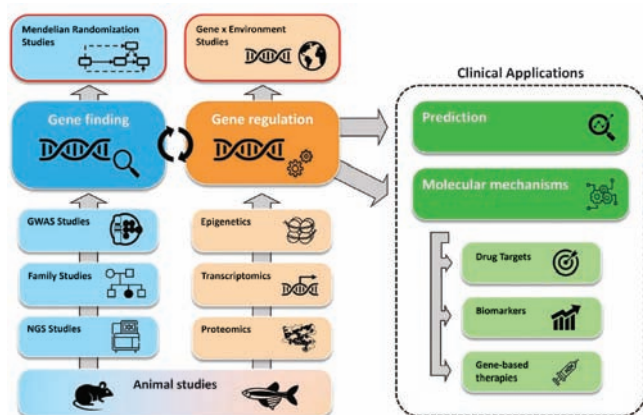 Mendelian Randomization
Studies
Gene x Environment
Studies
Clinical Applications
Gene finding
Gene regulation
Prediction
Molecular mechanisms
GWAS Studies
Epigenetics
Drug Targets
Family Studies
Transcriptomics
Biomarkers
NGS Studies
Proteomics
Gene-based
therapies
Animal studies